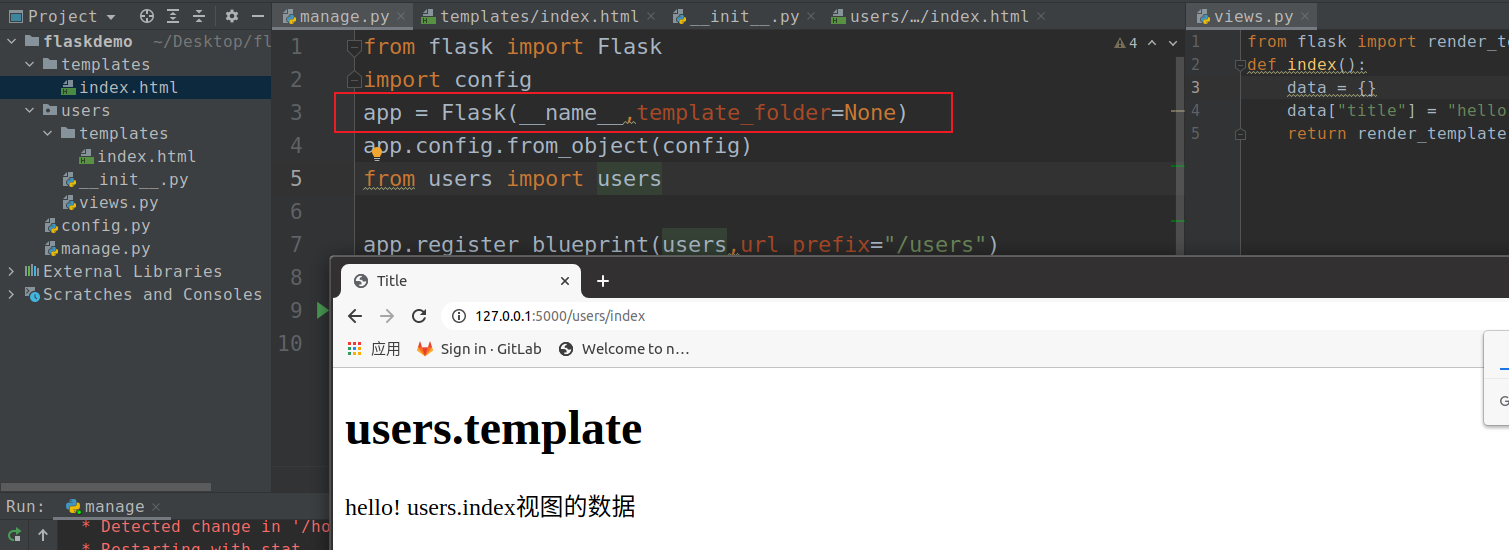 Project
manage.py
templates/index.html
__init__.py
users/…/index.html
views.py
flaskdemo ~/Desktop/fl
templates
index.html
users
templates
index.html
__init__.py
views.py
config.py
manage.py
External Libraries
Scratches and Consoles
1 from flask import Flask
2 import config
3 app = Flask(__name__,template_folder=None)
4 app.config.from_object(config)
5 from users import users
6
7 app.register_blueprint(users,url_prefix="/users")
8
9
10
4
1 from flask import render_te
2 def index():
3 data = {}
4 data["title"] = "hello
5 return render_template
Title
127.0.0.1:5000/users/index
应用 Sign in · GitLab Welcome to n…
users.template
hello! users.index视图的数据
G
Run: manage
* Detected change in '/ho
* Restarting with stat